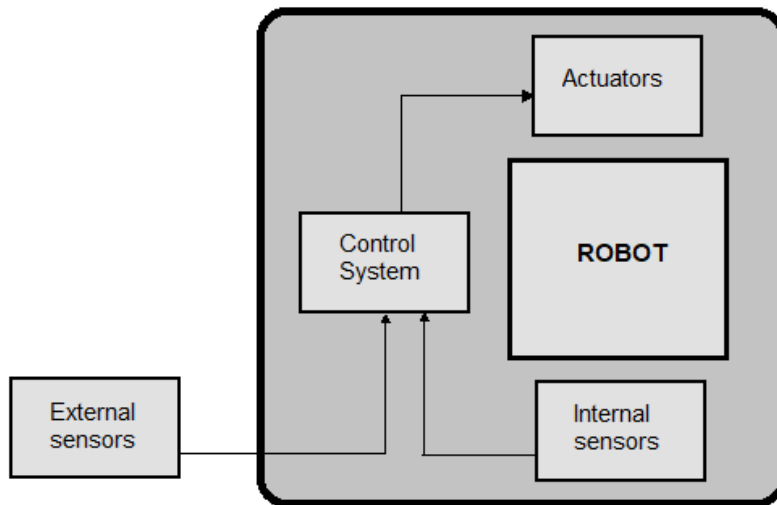 Actuators
Control
System
ROBOT
External
sensors
Internal
sensors